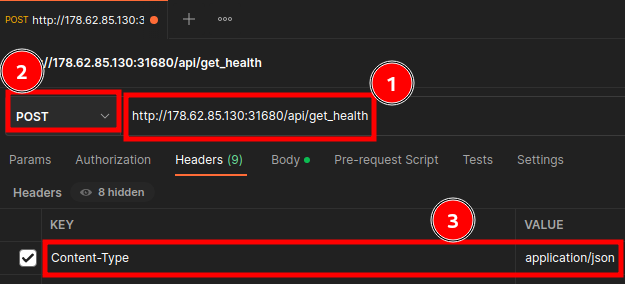 POST http://178.62.85.130:3
//178.62.85.130:31680/api/get_health
2
1
POST
http://178.62.85.130:31680/api/get_health
Params Authorization Headers (9) Body Pre-request Script Tests Settings
Headers 8 hidden
3
KEY VALUE
Content-Type application/json